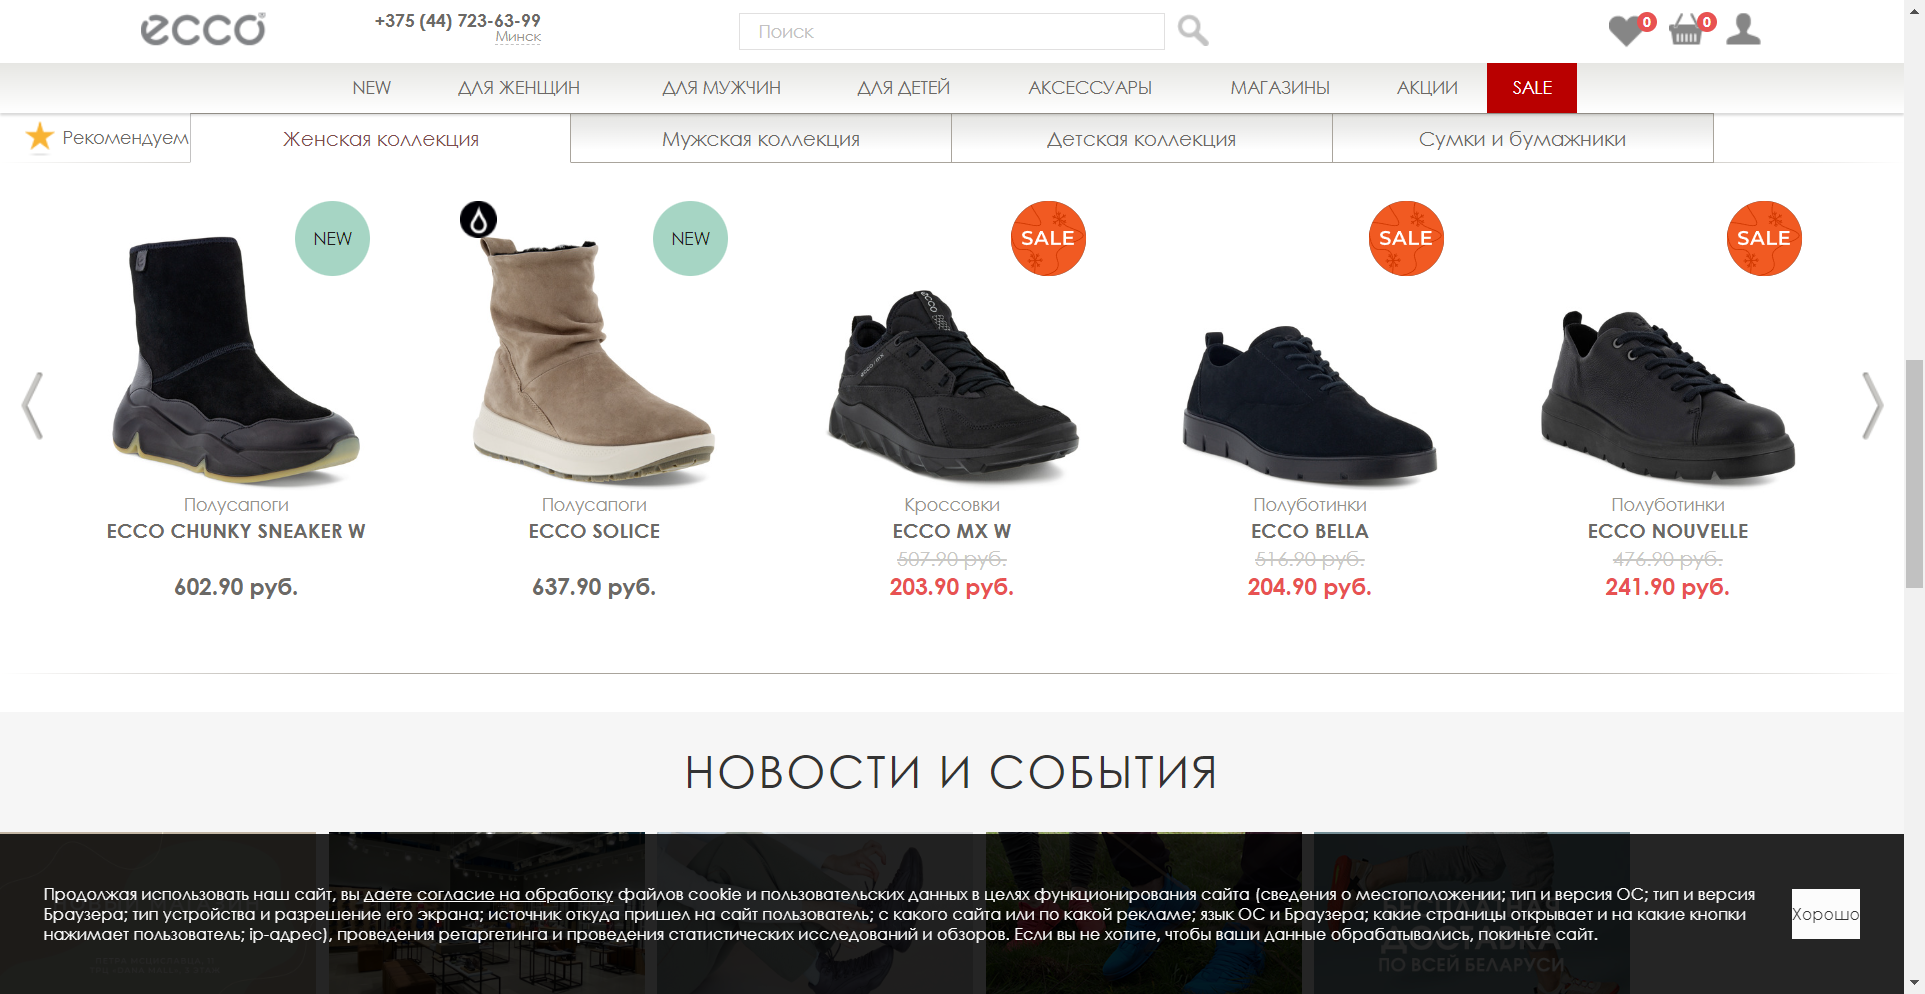 ecco
+375 (44) 723-63-99
Минск
Поиск
0
0
NEW
ДЛЯ ЖЕНЩИН
ДЛЯ МУЖЧИН
ДЛЯ ДЕТЕЙ
АКСЕССУАРЫ
МАГАЗИНЫ
АКЦИИ
SALE
Рекомендуем
Женская коллекция
Мужская коллекция
Детская коллекция
Сумки и бумажники
NEW
NEW
SALE
SALE
SALE
Полусапоги
ECCO CHUNKY SNEAKER W
602.90 руб.
Полусапоги
ECCO SOLICE
637.90 руб.
Кроссовки
ECCO MX W
507.90 руб.
203.90 руб.
Полуботинки
ECCO BELLA
516.90 руб.
204.90 руб.
Полуботинки
ECCO NOUVELLE
476.90 руб.
241.90 руб.
НОВОСТИ И СОБЫТИЯ
Продолжая использовать наш сайт, вы даете согласие на обработку файлов cookie и пользовательских данных в целях функционирования сайта (сведения о местоположении; тип и версия ОС; тип и версия
Браузера; тип устройства и разрешение его экрана; источник откуда пришел на сайт пользователь; с какого сайта или по какой рекламе; язык ОС и Браузера; какие страницы открывает и на какие кнопки
нажимает пользователь; ip-адрес), проведения ретаргетинга и проведения статистических исследований и обзоров. Если вы не хотите, чтобы ваши данные обрабатывались, покиньте сайт.
Хорошо
ДОСТАВКА
ПО ВСЕЙ БЕЛАРУСИ